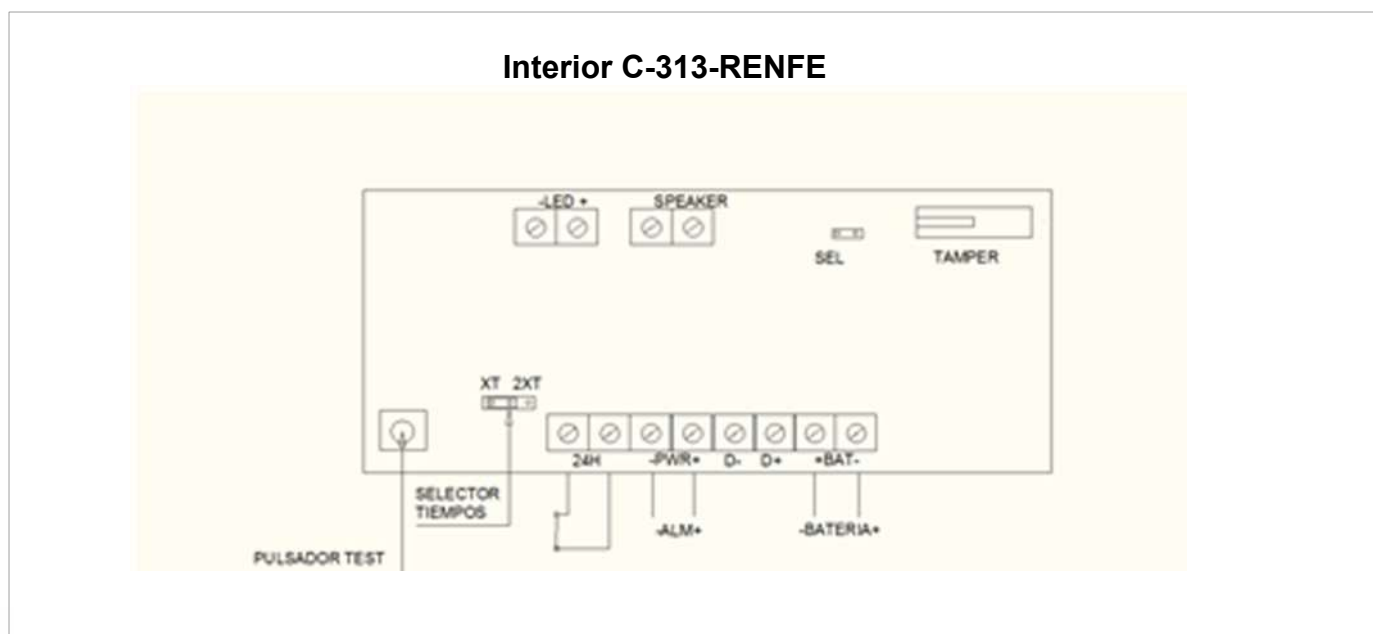 Interior C-313-RENFE
-LED + SPEAKER
SEL TAMPER
XT 2XT
24H -PWR+ D- D+ +BAT-
SELECTOR
TIEMPOS
-ALM+ -BATERIA+
PULSADOR TEST